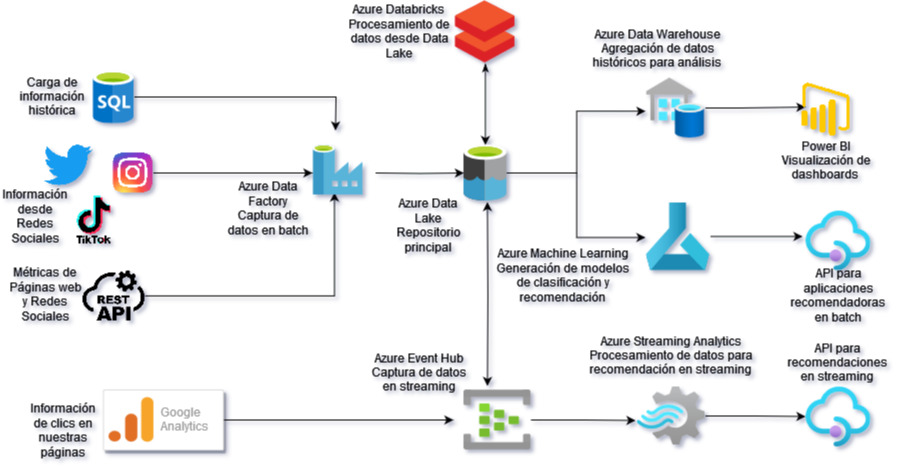 Azure Databricks
Procesamiento de
datos desde Data
Lake
Azure Data Warehouse
Agregación de datos
históricos para análisis
Carga de
información
histórica
SQL
Power BI
Visualización de
dashboards
Información
desde
Redes
Sociales
TikTok
Azure Data
Factory
Captura de
datos en batch
Azure Data
Lake
Repositorio
principal
Azure Machine Learning
Generación de modelos
de clasificación y
recomendación
API para
aplicaciones
recomendadoras
en batch
Métricas de
Páginas web
y Redes
Sociales
REST
API
Azure Event Hub
Captura de datos
en streaming
Azure Streaming Analytics
Procesamiento de datos para
recomendación en streaming
API para
recomendaciones
en streaming
Información
de clics en
nuestras
páginas
Google
Analytics